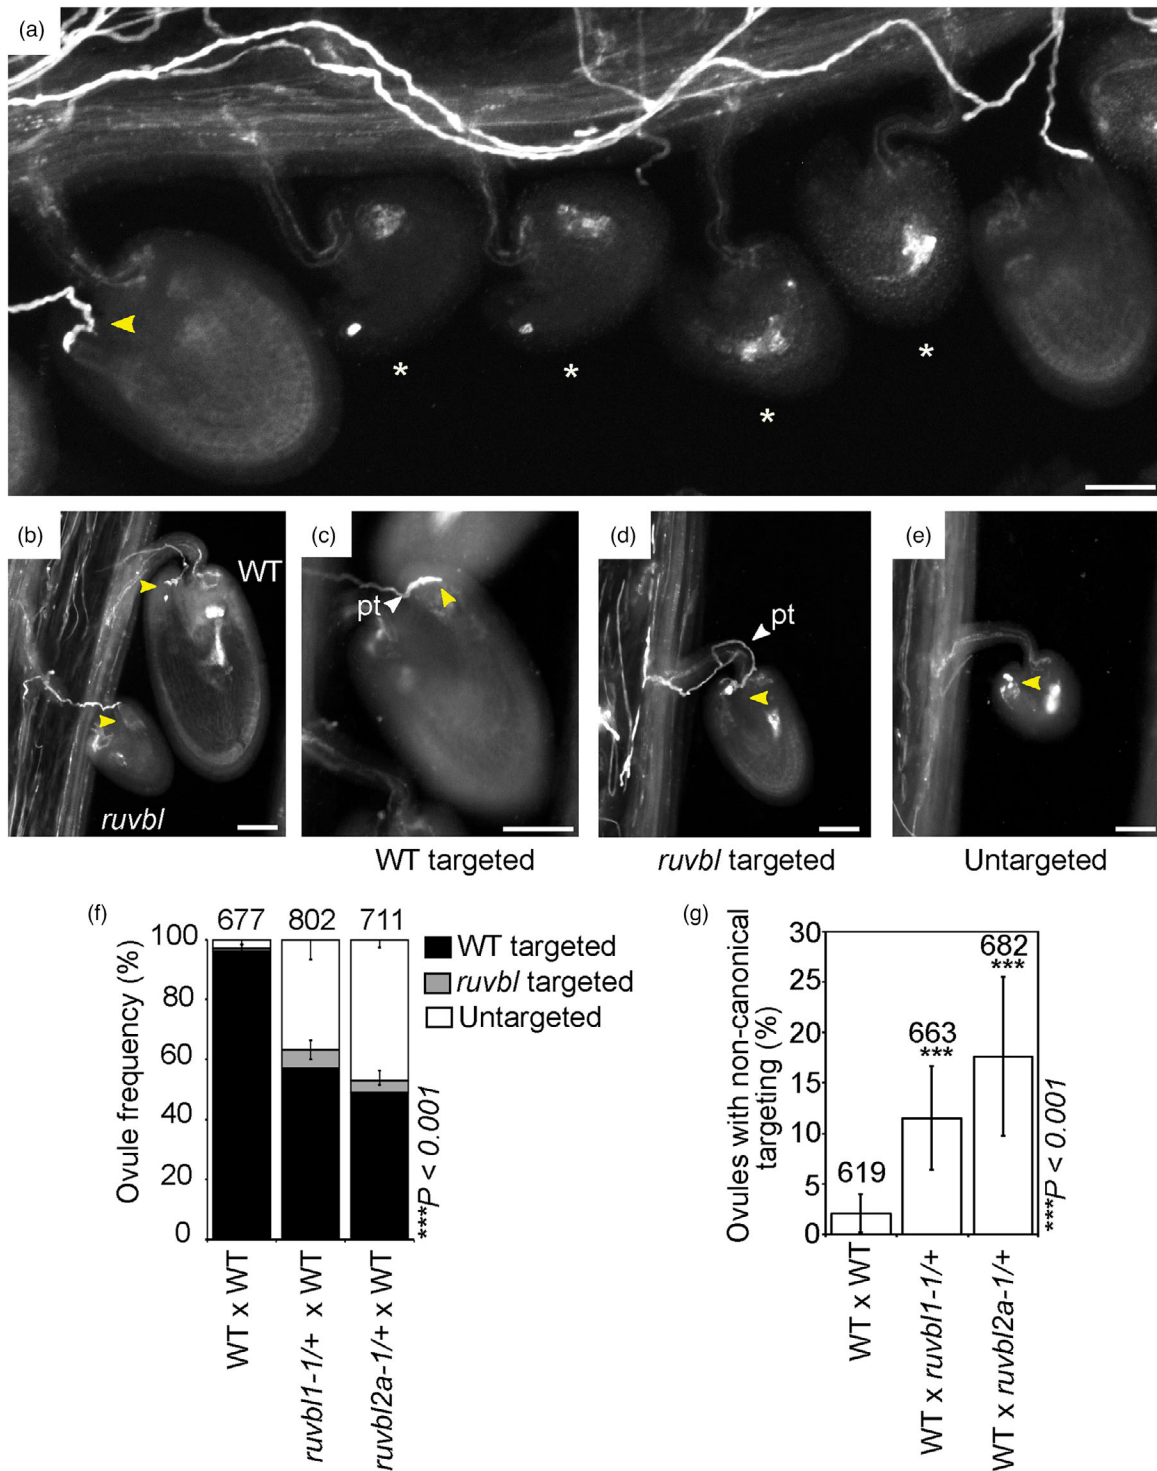 (a)
*
*
*
*
(b)
WT
ruvbl
(c)
pt
WT targeted
(d)
pt
ruvbl targeted
(e)
Untargeted
(f)
677 802 711
Ovule frequency (%)
100
80
60
40
20
0
WT targeted
ruvbl targeted
Untargeted
***P < 0.001
WT x WT
ruvbl1-1/+ x WT
ruvbl2a-1/+ x WT
(g)
Ovules with non-canonical
targeting (%)
30
25
20
15
10
5
0
619
663
***
682
***
***P < 0.001
WT x WT
WT x ruvbl1-1/+
WT x ruvbl2a-1/+